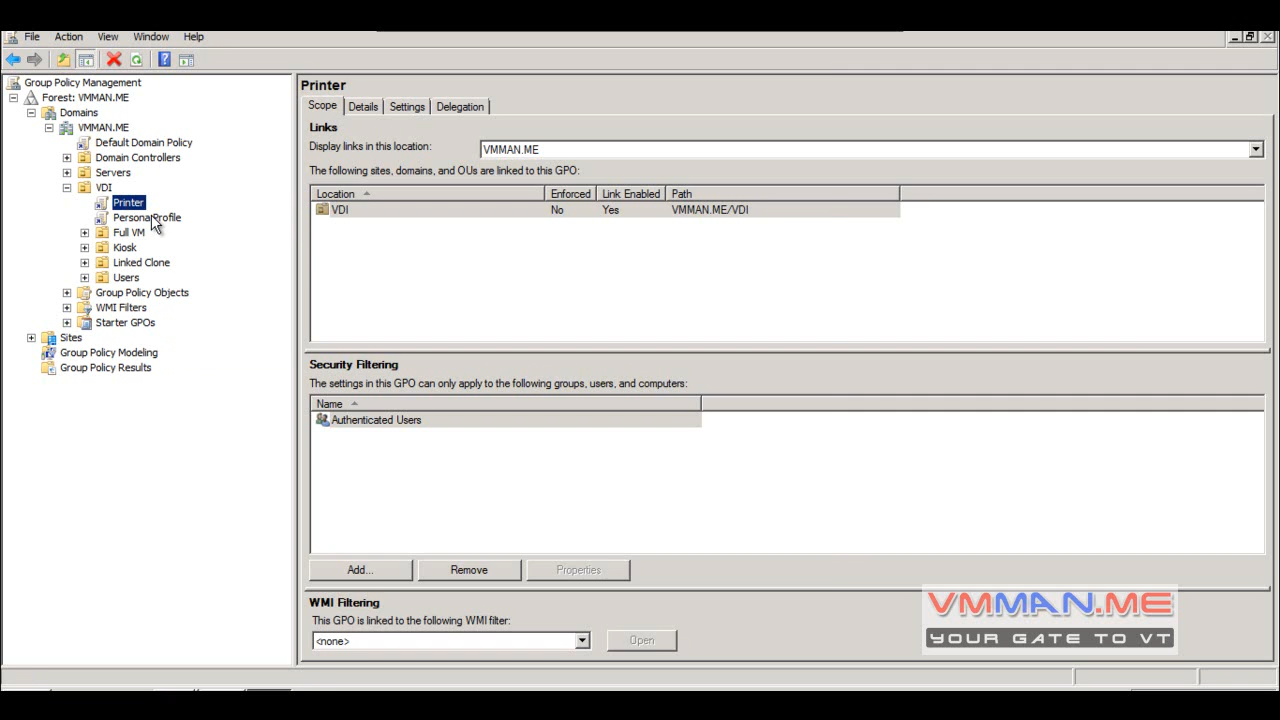 File Action View Window Help
Group Policy Management
Forest: VMMAN.ME
Domains
VMMAN.ME
Default Domain Policy
Domain Controllers
Servers
VDI
Printer
Persona Profile
Full VM
Kiosk
Linked Clone
Users
Group Policy Objects
WMI Filters
Starter GPOs
Sites
Group Policy Modeling
Group Policy Results
Printer
Scope Details Settings Delegation
Links
Display links in this location: VMMAN.ME
The following sites, domains, and OUs are linked to this GPO:
Location Enforced Link Enabled Path
VDI No Yes VMMAN.ME/VDI
Security Filtering
The settings in this GPO can only apply to the following groups, users, and computers:
Name
Authenticated Users
Add... Remove Properties
WMI Filtering
This GPO is linked to the following WMI filter:
<none> Open
VMMAN.ME
YOUR GATE TO VT